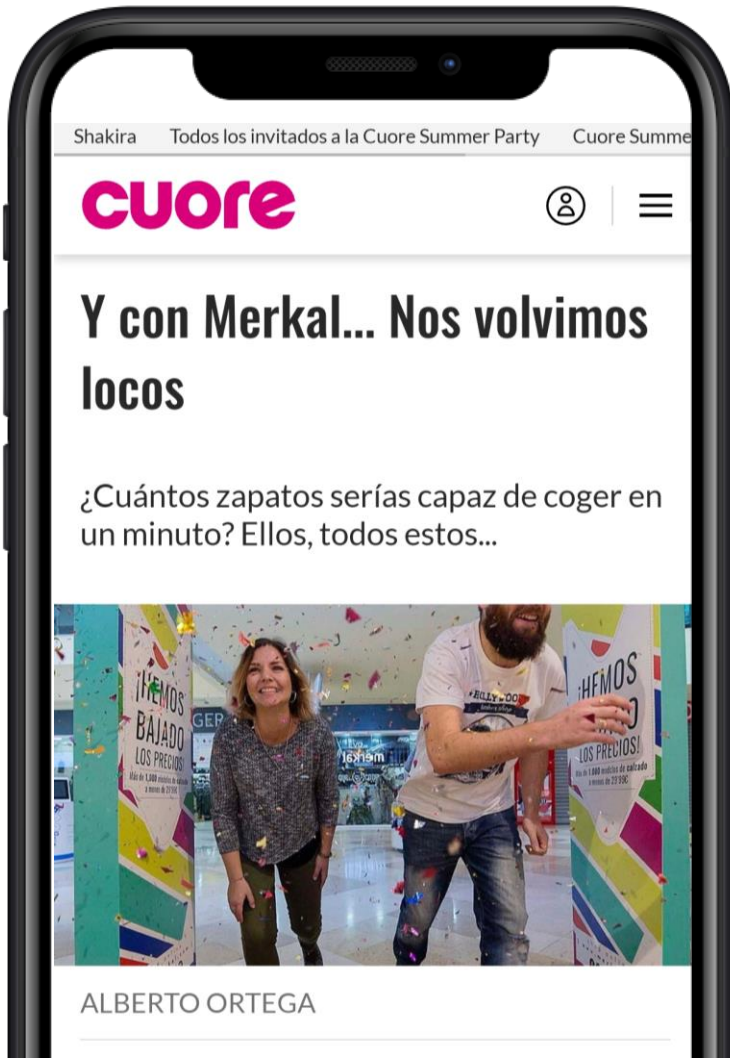 Shakira Todos los invitados a la Cuore Summer Party Cuore Summe
cuore
Y con Merkal... Nos volvimos
locos
¿Cuántos zapatos serías capaz de coger en
un minuto? Ellos, todos estos...
¡HEMOS
BAJADO
LOS PRECIOS!
GER
merkal
¡HEMOS
LOS PRECIOS!
ALBERTO ORTEGA